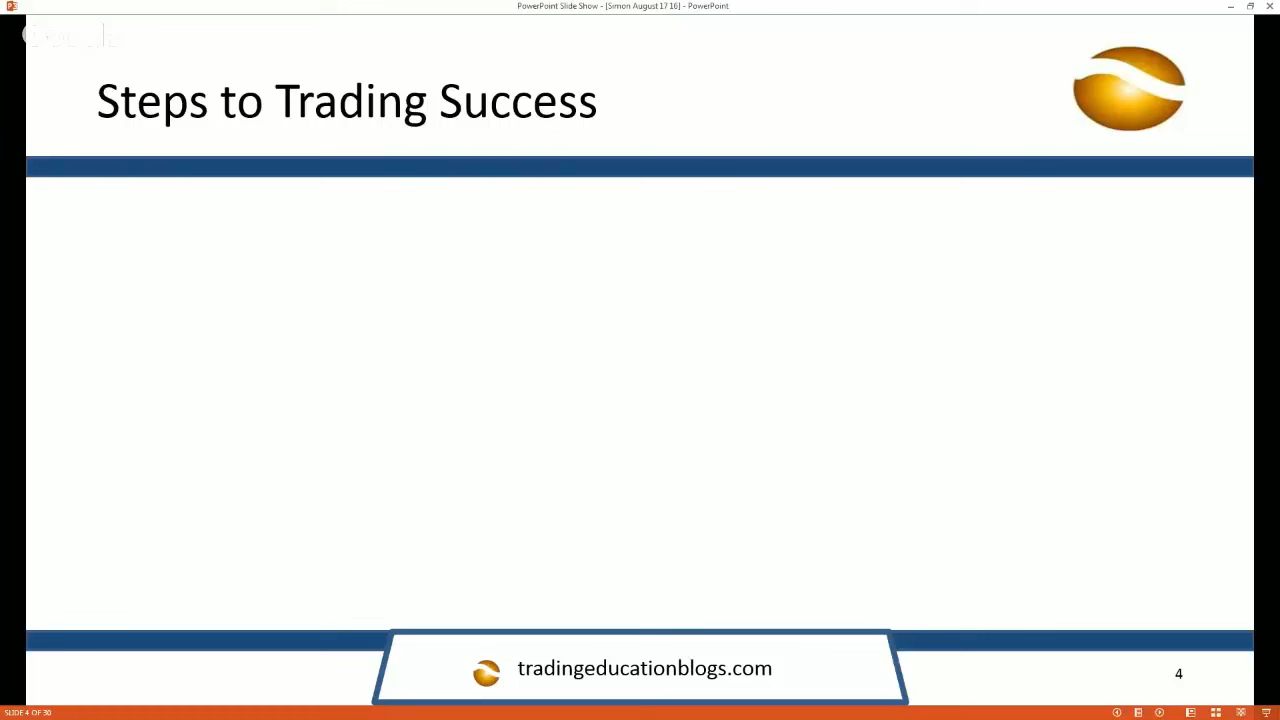 PowerPoint Slide Show - [Simon August 17 16] - PowerPoint
Steps to Trading Success
tradingeducationblogs.com
4
SLIDE 4 OF 30